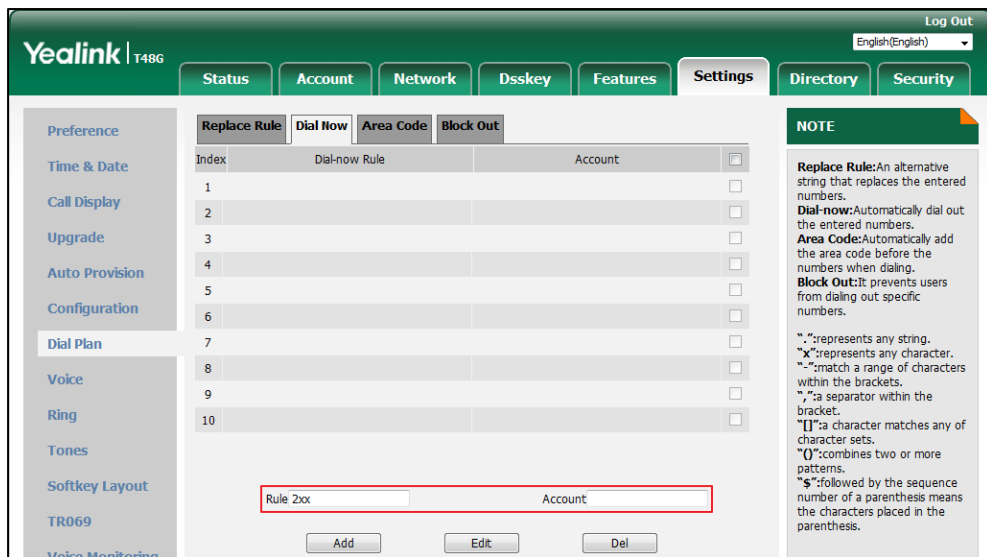 Log Out
Yealink | T48G
English(English)
Status Account Network Dsskey Features Settings Directory Security
Preference
Time & Date
Call Display
Upgrade
Auto Provision
Configuration
Dial Plan
Voice
Ring
Tones
Softkey Layout
TR069
Voice Monitoring
Replace Rule Dial Now Area Code Block Out
Index Dial-now Rule Account
1
2
3
4
5
6
7
8
9
10
Rule 2xx Account
Add Edit Del
NOTE
Replace Rule:An alternative
string that replaces the entered
numbers.
Dial-now:Automatically dial out
the entered numbers.
Area Code:Automatically add
the area code before the
numbers when dialing.
Block Out:It prevents users
from dialing out specific
numbers.
".":represents any string.
"x":represents any character.
"-":match a range of characters
within the brackets.
",":a separator within the
bracket.
"[]":a character matches any of
character sets.
"()":combines two or more
patterns.
"$":followed by the sequence
number of a parenthesis means
the characters placed in the
parenthesis.